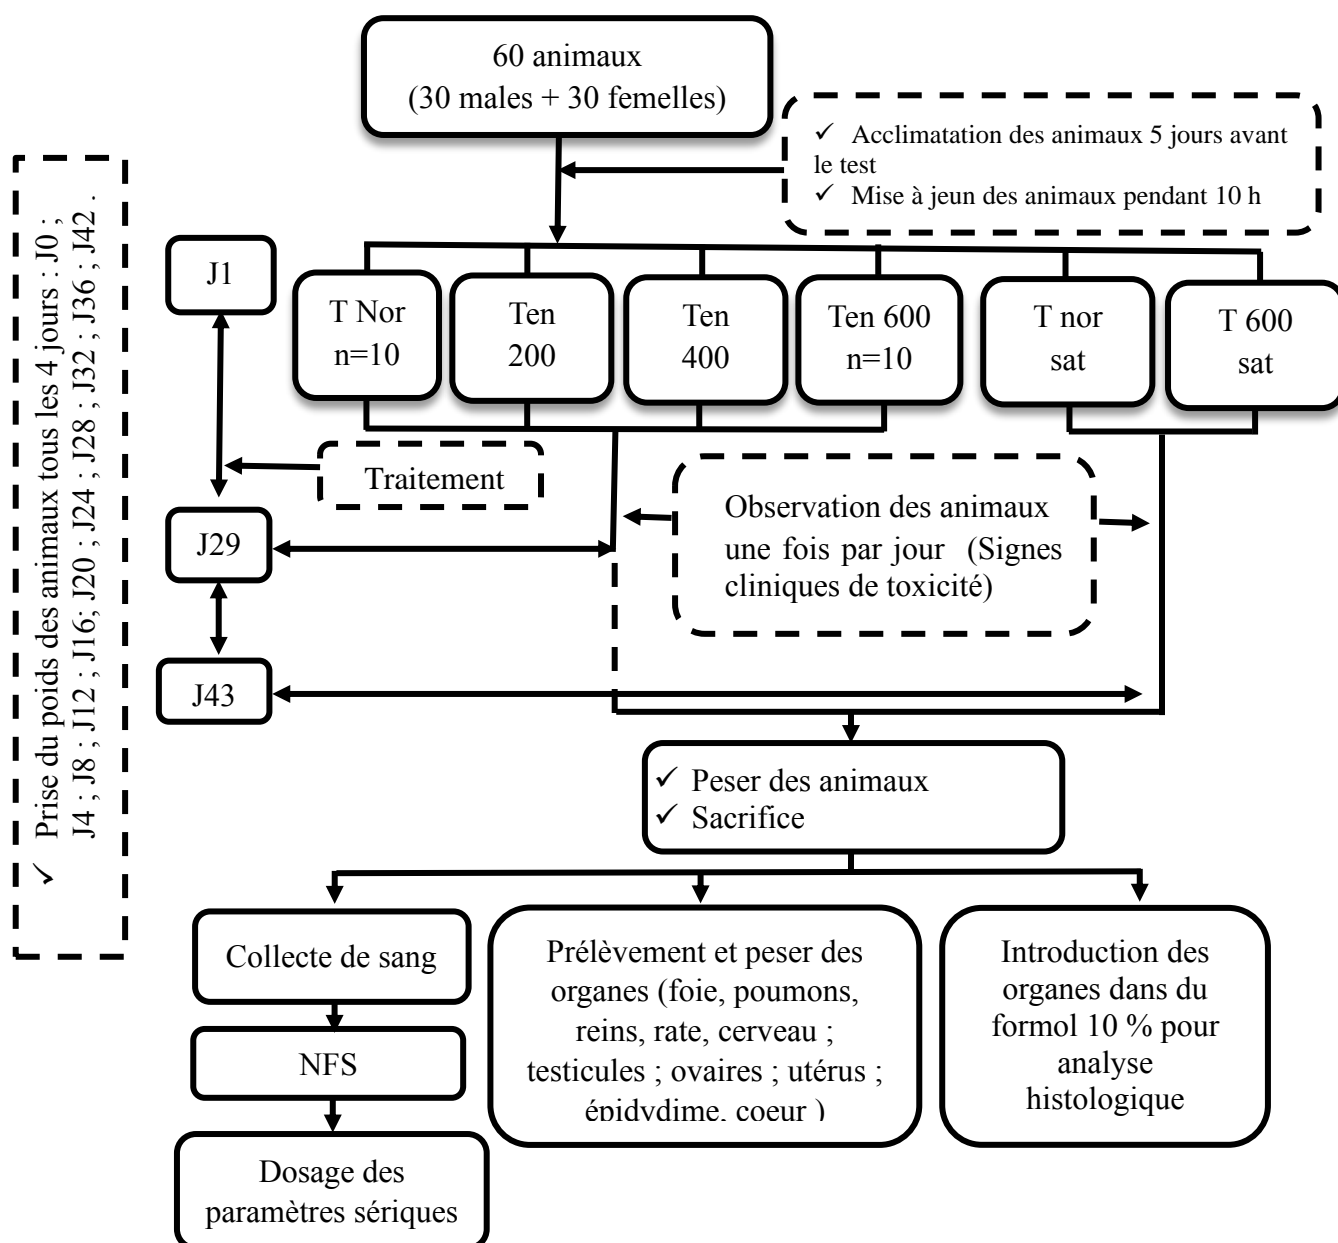 60 animaux
(30 males + 30 femelles)
✓ Acclimatation des animaux 5 jours avant
le test
✓ Mise à jeun des animaux pendant 10 h
✓ Prise du poids des animaux tous les 4 jours : J0 ;
J4 ; J8 ; J12 ; J16; J20 ; J24 ; J28 ; J32 ; J36 ; J42 .
J1
T Nor
n=10
Ten
200
Ten
400
Ten 600
n=10
T nor
sat
T 600
sat
Traitement
Observation des animaux
une fois par jour (Signes
cliniques de toxicité)
J29
J43
✓ Peser des animaux
✓ Sacrifice
Collecte de sang
NFS
Dosage des
paramètres sériques
Prélèvement et peser des
organes (foie, poumons,
reins, rate, cerveau ;
testicules ; ovaires ; utérus ;
épidydime, coeur )
Introduction des
organes dans du
formol 10 % pour
analyse
histologique